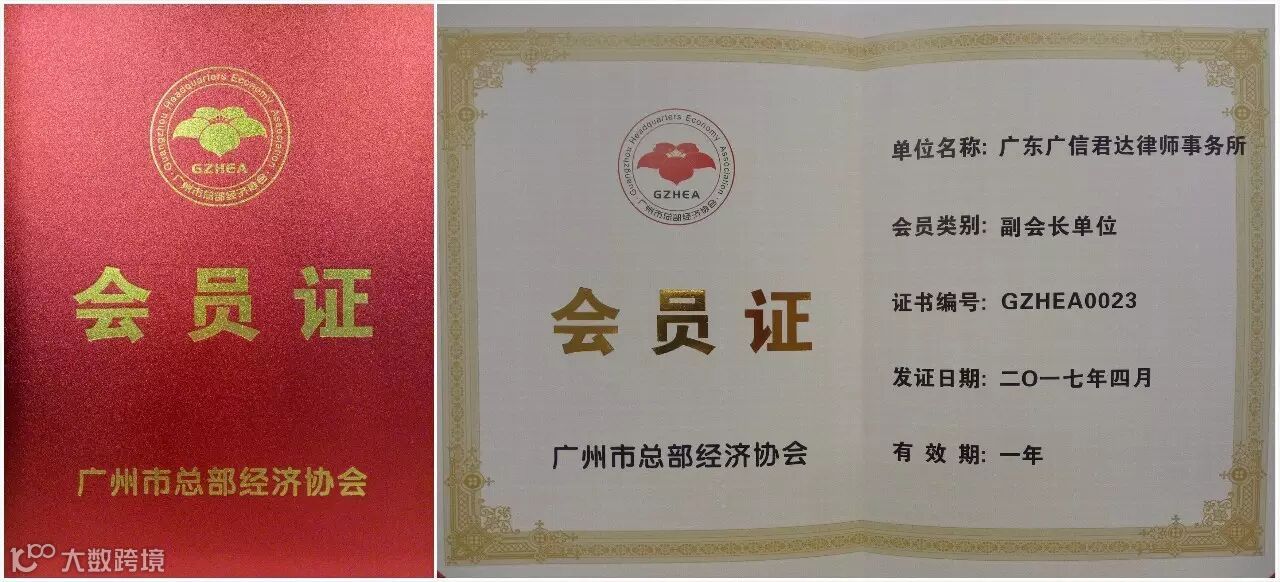 Guangzhou Headquarters Economy Association
GZHEA
广州市总部经济协会
会员证
广州市总部经济协会
大数跨境
Guangzhou Headquarters Economy Association
GZHEA
广州市总部经济协会
会员证
广州市总部经济协会
单位名称: 广东广信君达律师事务所
会员类别: 副会长单位
证书编号: GZHEA0023
发证日期: 二O一七年四月
有效期: 一年